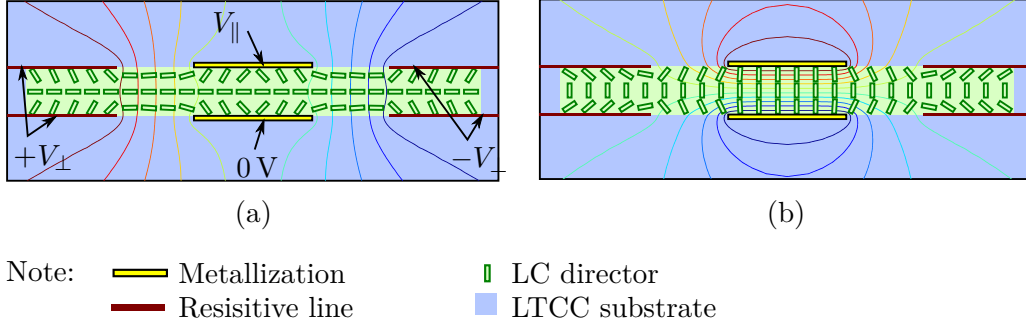 V∥
+V⊥
0 V
−V⊥
(a)
(b)
Note:
Metallization
LC director
Resisitive line
LTCC substrate